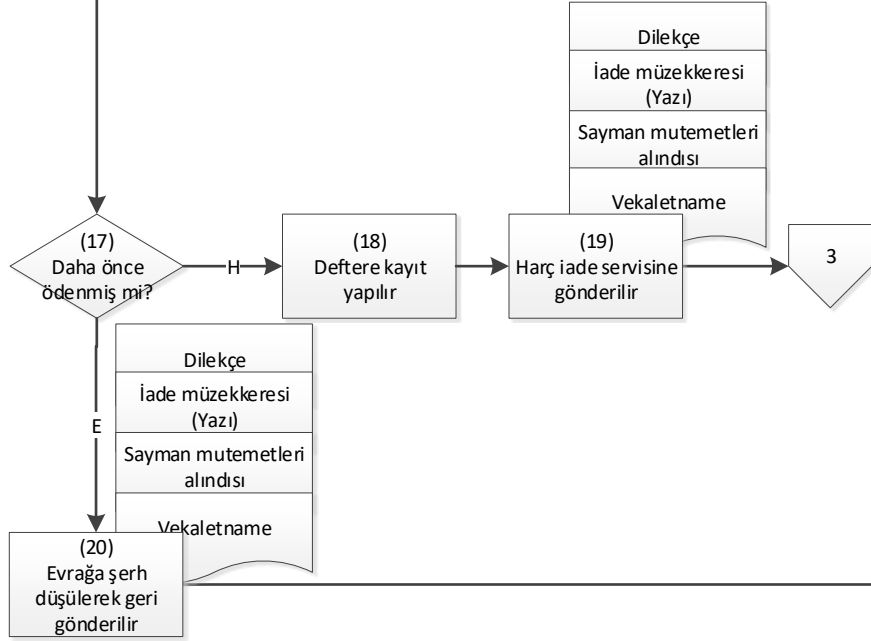 Dilekçe
İade müzekkeresi
(Yazı)
Sayman mutemetleri
alındısı
Vekaletname
(17)
Daha önce
ödenmiş mi?
H
(18)
Deftere kayıt
yapılır
(19)
Harç iade servisine
gönderilir
3
E
Dilekçe
İade müzekkeresi
(Yazı)
Sayman mutemetleri
alındısı
Vekaletname
(20)
Evrağa şerh
düşülerek geri
gönderilir